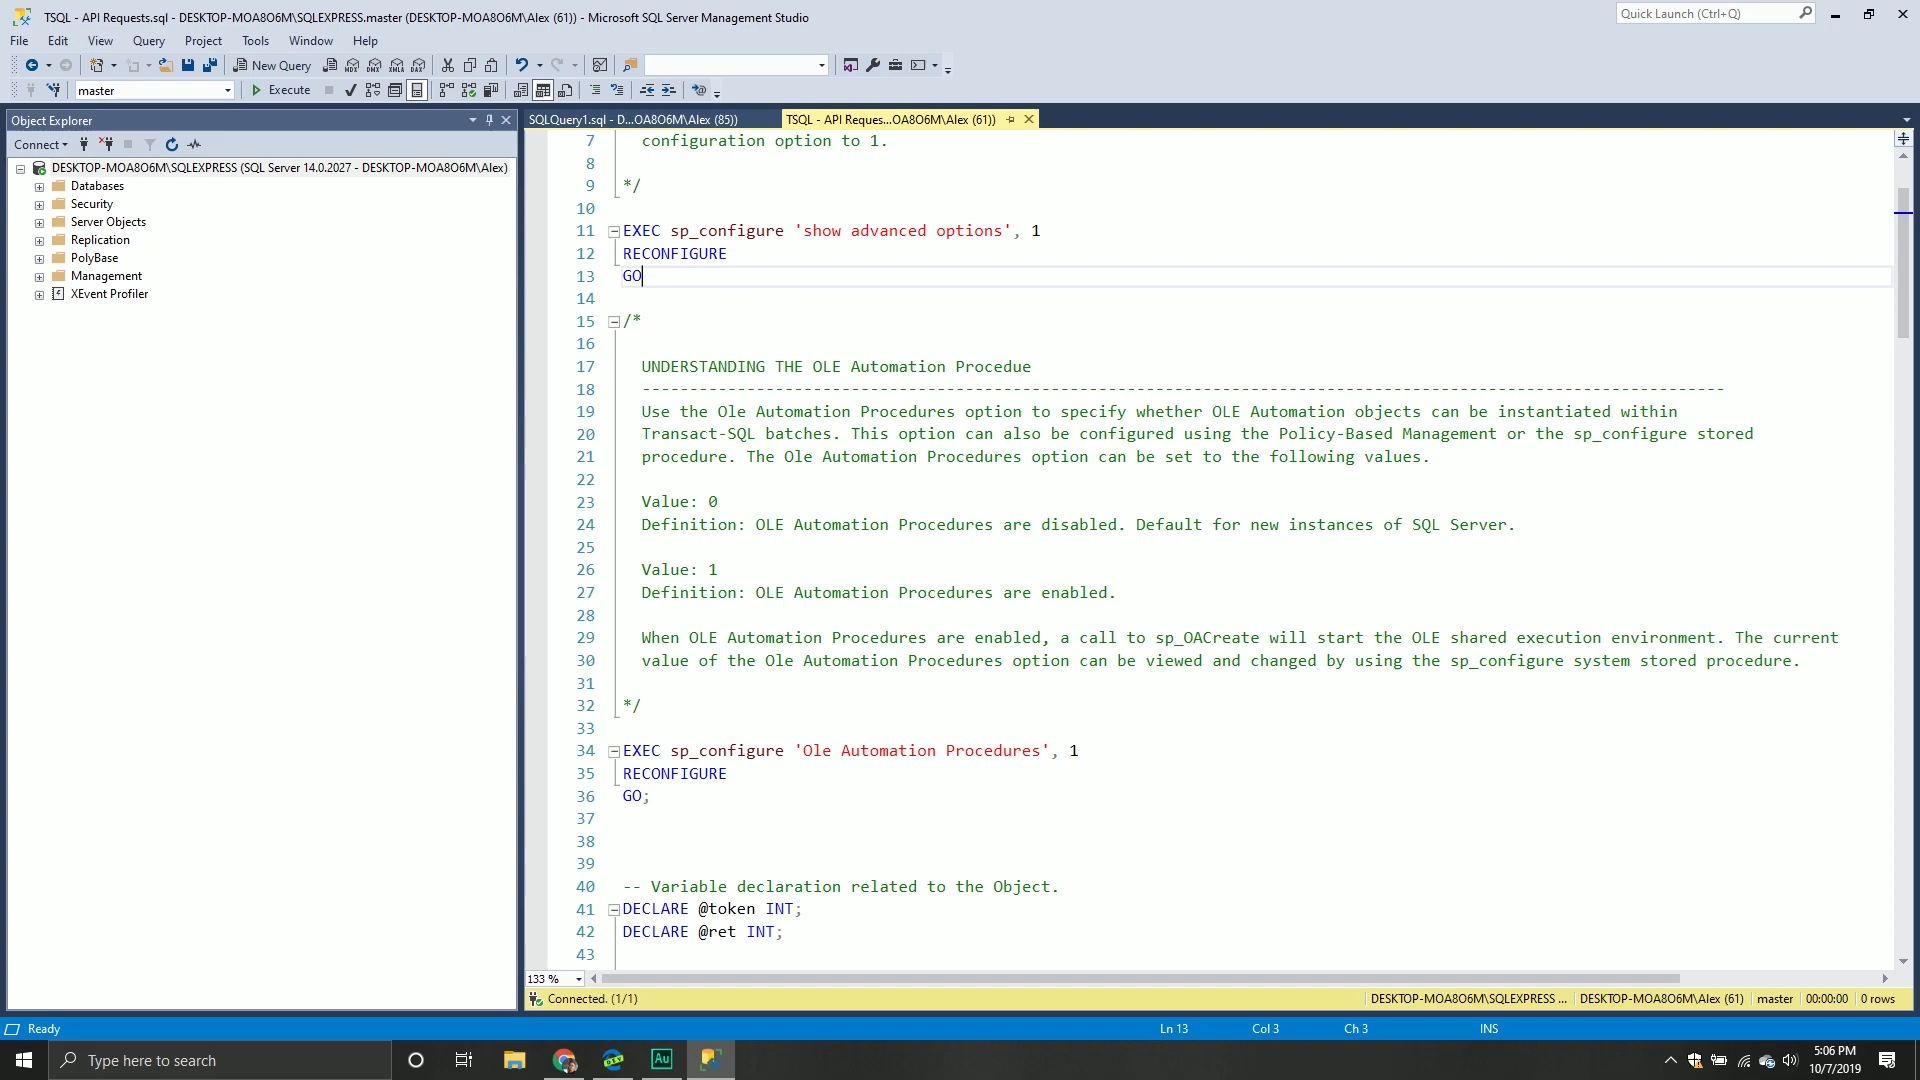 TSQL - API Requests.sql - DESKTOP-MOA8O6M\SQLEXPRESS.master (DESKTOP-MOA8O6M\Alex (61)) - Microsoft SQL Server Management Studio
Quick Launch (Ctrl+Q)
File Edit View Query Project Tools Window Help
New Query
MDX DMX XMLA DAX
master
Execute
Object Explorer
SQLQuery1.sql - D...OA8O6M\Alex (85))
TSQL - API Reques...OA8O6M\Alex (61))
Connect
DESKTOP-MOA8O6M\SQLEXPRESS (SQL Server 14.0.2027 - DESKTOP-MOA8O6M\Alex)
Databases
Security
Server Objects
Replication
PolyBase
Management
XEvent Profiler
7 configuration option to 1.
8
9 */
10
11 EXEC sp_configure 'show advanced options', 1
12 RECONFIGURE
13 GO
14
15 /*
16
17 UNDERSTANDING THE OLE Automation Procedue
18 ------------------------------------------------------------------------------------------------------------------
19 Use the Ole Automation Procedures option to specify whether OLE Automation objects can be instantiated within
20 Transact-SQL batches. This option can also be configured using the Policy-Based Management or the sp_configure stored
21 procedure. The Ole Automation Procedures option can be set to the following values.
22
23 Value: 0
24 Definition: OLE Automation Procedures are disabled. Default for new instances of SQL Server.
25
26 Value: 1
27 Definition: OLE Automation Procedures are enabled.
28
29 When OLE Automation Procedures are enabled, a call to sp_OACreate will start the OLE shared execution environment. The current
30 value of the Ole Automation Procedures option can be viewed and changed by using the sp_configure system stored procedure.
31
32 */
33
34 EXEC sp_configure 'Ole Automation Procedures', 1
35 RECONFIGURE
36 GO;
37
38
39
40 -- Variable declaration related to the Object.
41 DECLARE @token INT;
42 DECLARE @ret INT;
43
133 %
Connected. (1/1)
DESKTOP-MOA8O6M\SQLEXPRESS ... DESKTOP-MOA8O6M\Alex (61) master 00:00:00 0 rows
Ready
Ln 13 Col 3 Ch 3 INS
Type here to search
DEV
Au
5:06 PM
10/7/2019